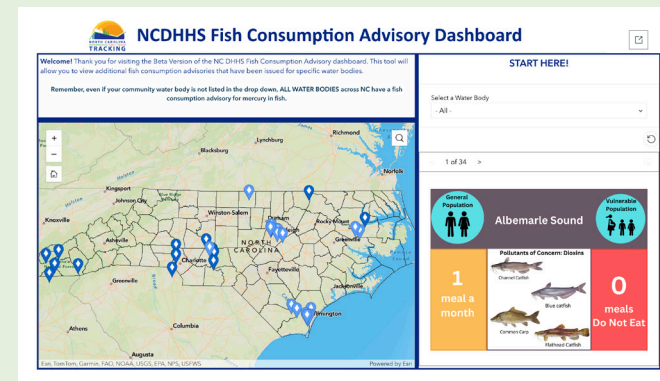 NORTH CAROLINA
TRACKING
NCDHHS Fish Consumption Advisory Dashboard
Welcome! Thank you for visiting the Beta Version of the NC DHHS Fish Consumption Advisory dashboard. This tool will
allow you to view additional fish consumption advisories that have been issued for specific water bodies.
Remember, even if your community water body is not listed in the drop down, ALL WATER BODIES across NC have a fish
consumption advisory for mercury in fish.
START HERE!
Select a Water Body
- All -
1 of 34 >
+
−
Richmond
Lynchburg
Blacksburg
James
Norfolk
Holston
Kingsport
Johnson City
Blue Ridge
Holston
Knoxville
Winston-Salem
Durham
Rocky Mount
Asheville
NORTH
CAROLINA
Greenville
Charlotte
Fayetteville
Greenville
Jacksonville
Wilmington
Athens
Columbia
Augusta
Esri, TomTom, Garmin, FAO, NOAA, USGS, EPA, NPS, USFWS
Powered by Esri
General
Population
Albemarle Sound
Vulnerable
Population
1
meal a
month
Pollutants of Concern: Dioxins
Channel Catfish
Blue catfish
Common Carp
Flathead Catfish
0
meals
Do Not Eat